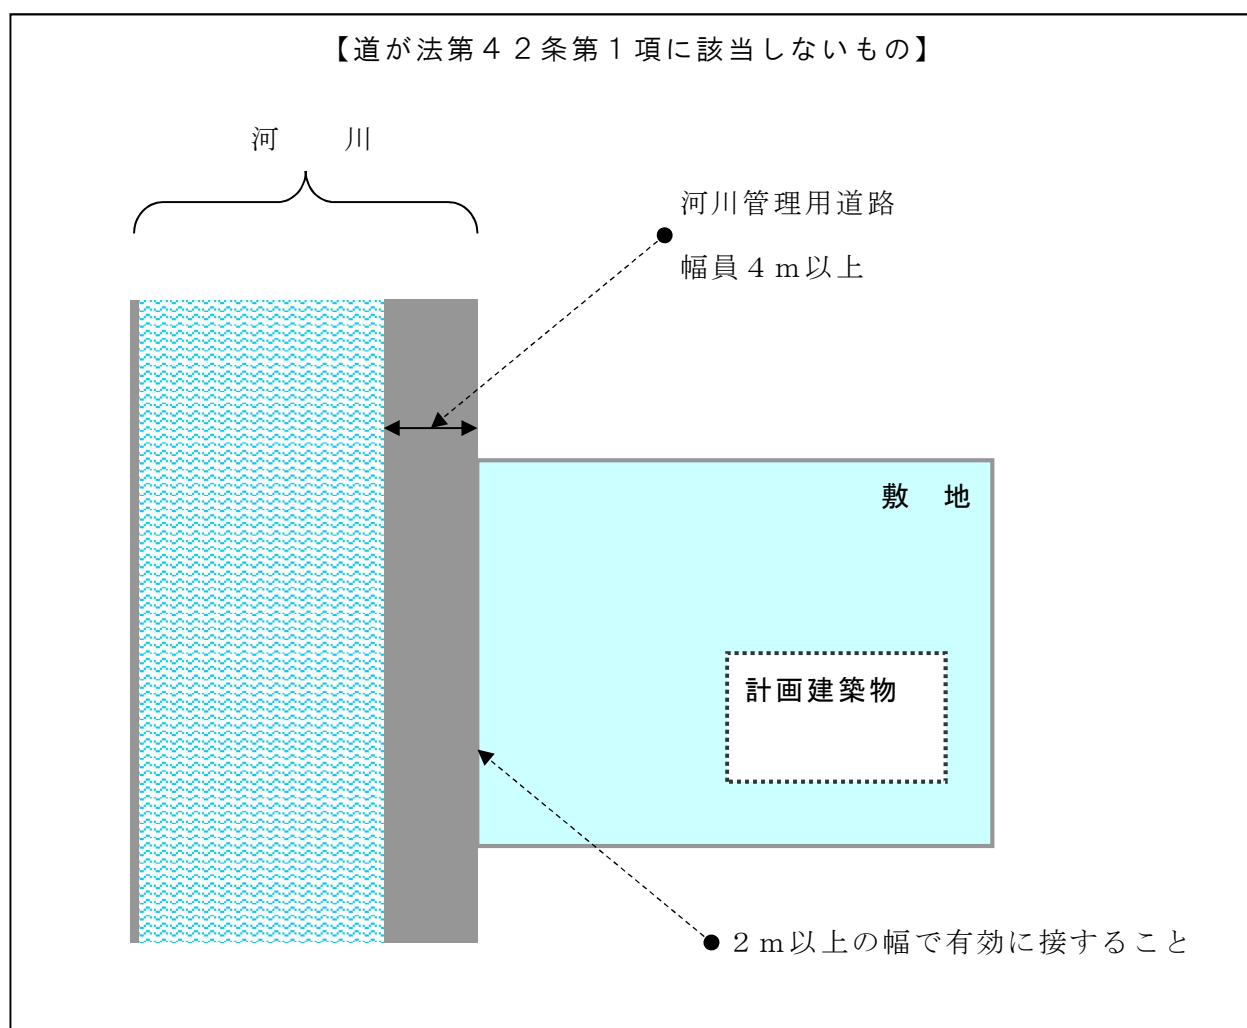 【道が法第４２条第１項に該当しないもの】
河　　川
河川管理用道路
幅員４ｍ以上
敷　地
計画建築物
２ｍ以上の幅で有効に接すること